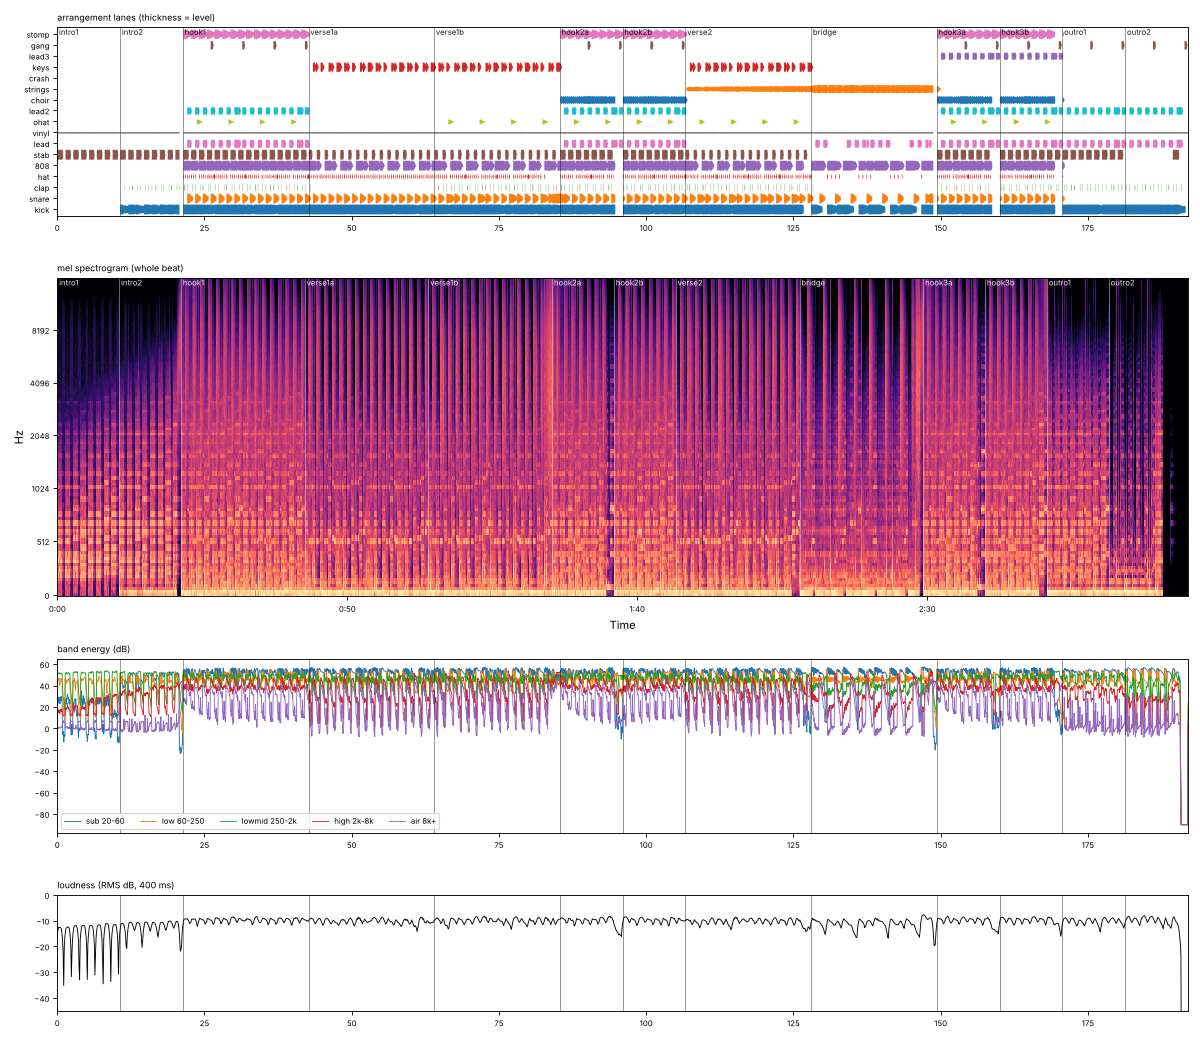 arrangement lanes (thickness = level)
intro1 intro2 hook1 verse1a verse1b hook2a hook2b verse2 bridge hook3a hook3b outro1 outro2
stomp
gang
lead3
keys
crash
strings
choir
lead2
ohat
vinyl
lead
stab
808
hat
clap
snare
kick
0 25 50 75 100 125 150 175
mel spectrogram (whole beat)
intro1 intro2 hook1 verse1a verse1b hook2a hook2b verse2 bridge hook3a hook3b outro1 outro2
8192
4096
2048
1024
512
0
Hz
0:00 0:50 1:40 2:30
Time
band energy (dB)
60
40
20
0
−20
−40
−60
−80
sub 20-60 low 60-250 lowmid 250-2k high 2k-8k air 8k+
0 25 50 75 100 125 150 175
loudness (RMS dB, 400 ms)
0
−10
−20
−30
−40
0 25 50 75 100 125 150 175